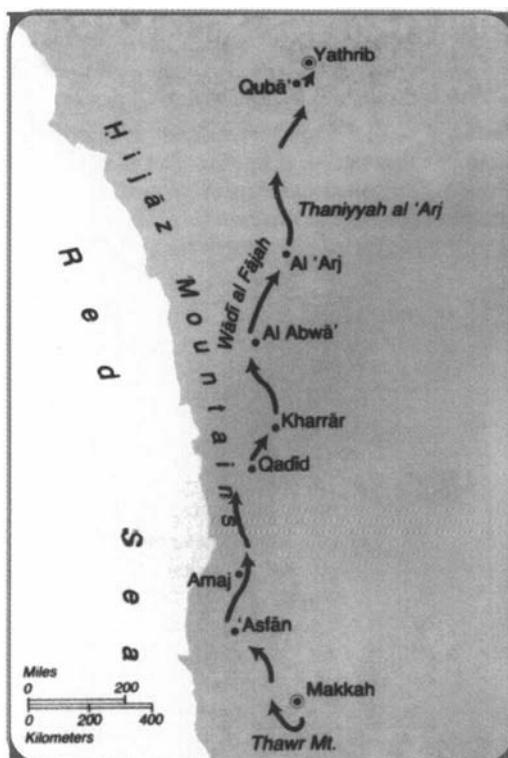 Yathrib
Qubā'
Ḥijāz Mountains
Red Sea
Thaniyyah al 'Arj
Wādī al Fājah
Al 'Arj
Al Abwā'
Kharrār
Qadīd
Amaj
'Asfān
Miles
0 200
0 200 400
Kilometers
Makkah
Thawr Mt.